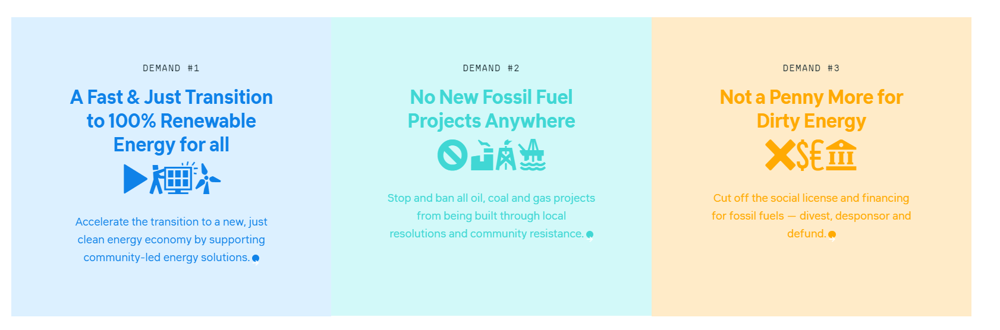 DEMAND #1
A Fast & Just Transition
to 100% Renewable
Energy for all
Accelerate the transition to a new, just
clean energy economy by supporting
community-led energy solutions.
DEMAND #2
No New Fossil Fuel
Projects Anywhere
Stop and ban all oil, coal and gas projects
from being built through local
resolutions and community resistance.
DEMAND #3
Not a Penny More for
Dirty Energy
$€
Cut off the social license and financing
for fossil fuels — divest, desponsor and
defund.